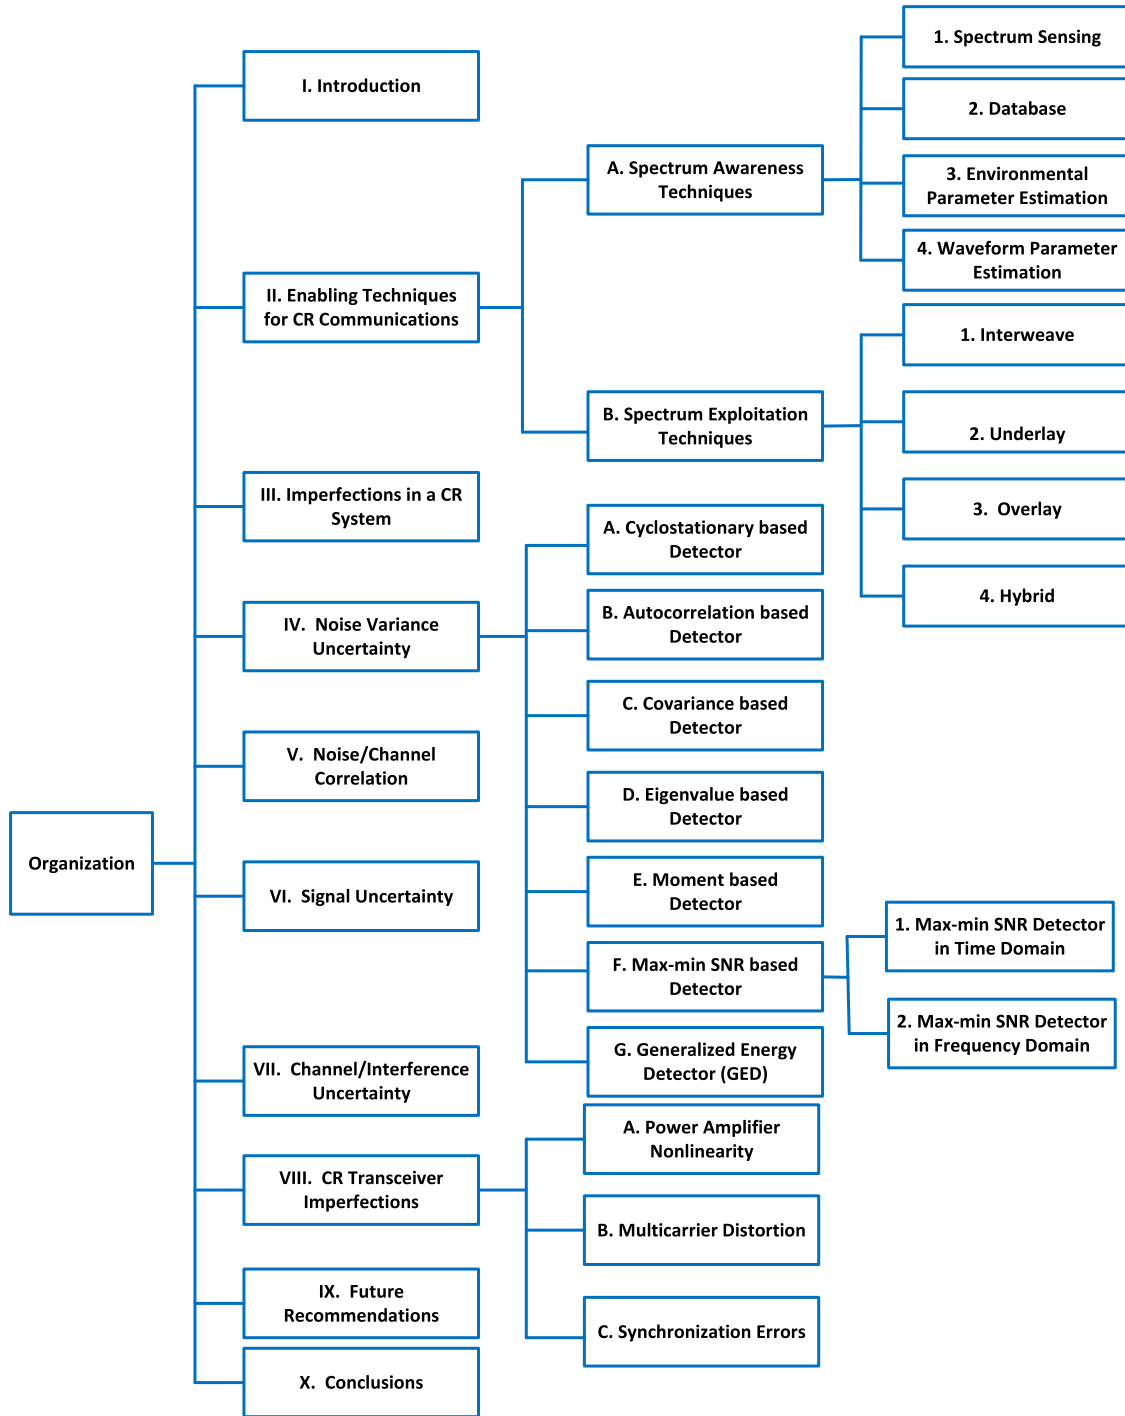 Organization
I. Introduction
II. Enabling Techniques
for CR Communications
A. Spectrum Awareness
Techniques
1. Spectrum Sensing
2. Database
3. Environmental
Parameter Estimation
4. Waveform Parameter
Estimation
B. Spectrum Exploitation
Techniques
1. Interweave
2. Underlay
3. Overlay
4. Hybrid
III. Imperfections in a CR
System
IV. Noise Variance
Uncertainty
A. Cyclostationary based
Detector
B. Autocorrelation based
Detector
C. Covariance based
Detector
D. Eigenvalue based
Detector
E. Moment based
Detector
F. Max-min SNR based
Detector
1. Max-min SNR Detector
in Time Domain
2. Max-min SNR Detector
in Frequency Domain
G. Generalized Energy
Detector (GED)
V. Noise/Channel
Correlation
VI. Signal Uncertainty
VII. Channel/Interference
Uncertainty
VIII. CR Transceiver
Imperfections
A. Power Amplifier
Nonlinearity
B. Multicarrier Distortion
C. Synchronization Errors
IX. Future
Recommendations
X. Conclusions